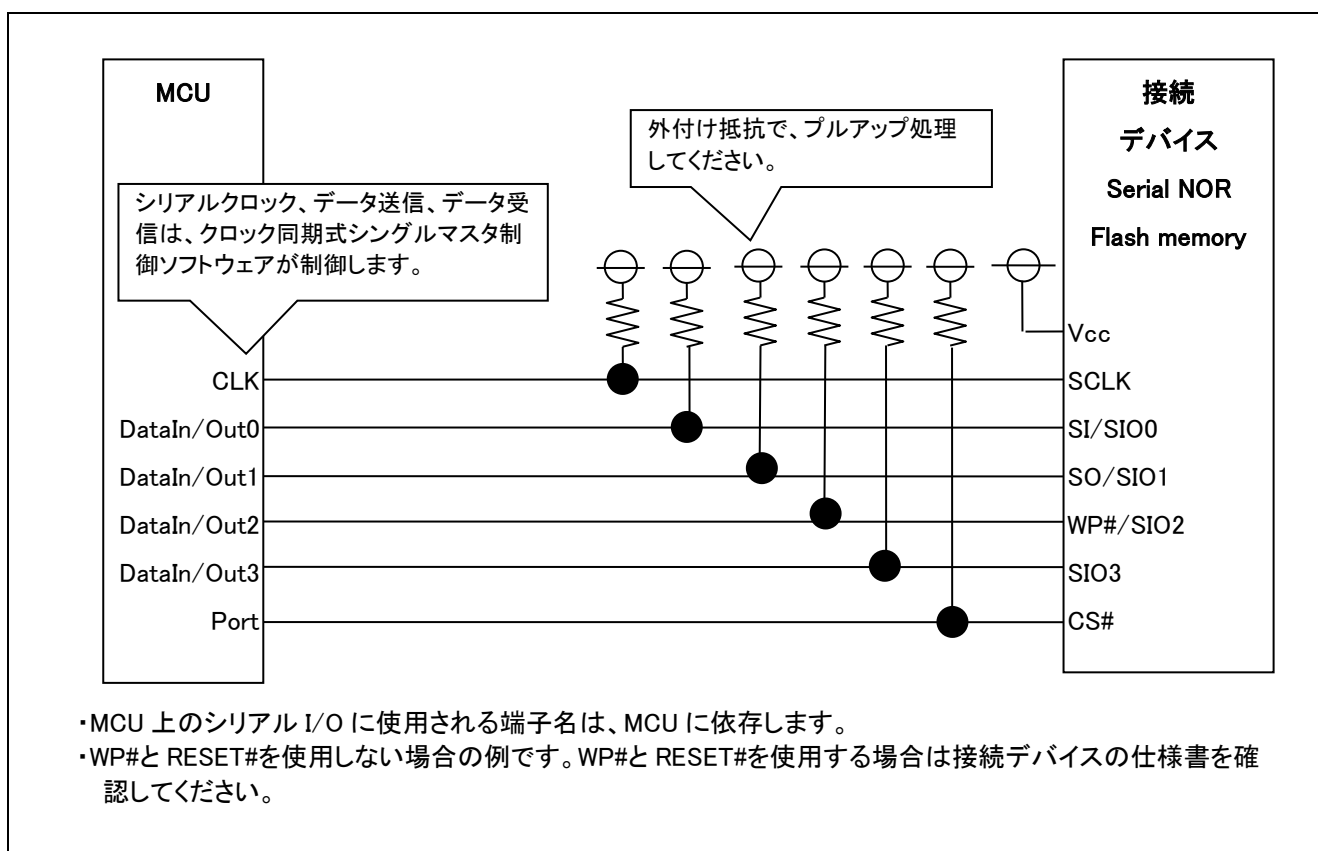 MCU
接続
デバイス
Serial NOR
Flash memory
外付け抵抗で、プルアップ処理
してください。
シリアルクロック、データ送信、データ受
信は、クロック同期式シングルマスタ制
御ソフトウェアが制御します。
Vcc
CLK
SCLK
DataIn/Out0
SI/SIO0
DataIn/Out1
SO/SIO1
DataIn/Out2
WP#/SIO2
DataIn/Out3
SIO3
Port
CS#
・MCU 上のシリアル I/O に使用される端子名は、MCU に依存します。
・WP#と RESET#を使用しない場合の例です。WP#と RESET#を使用する場合は接続デバイスの仕様書を確
認してください。